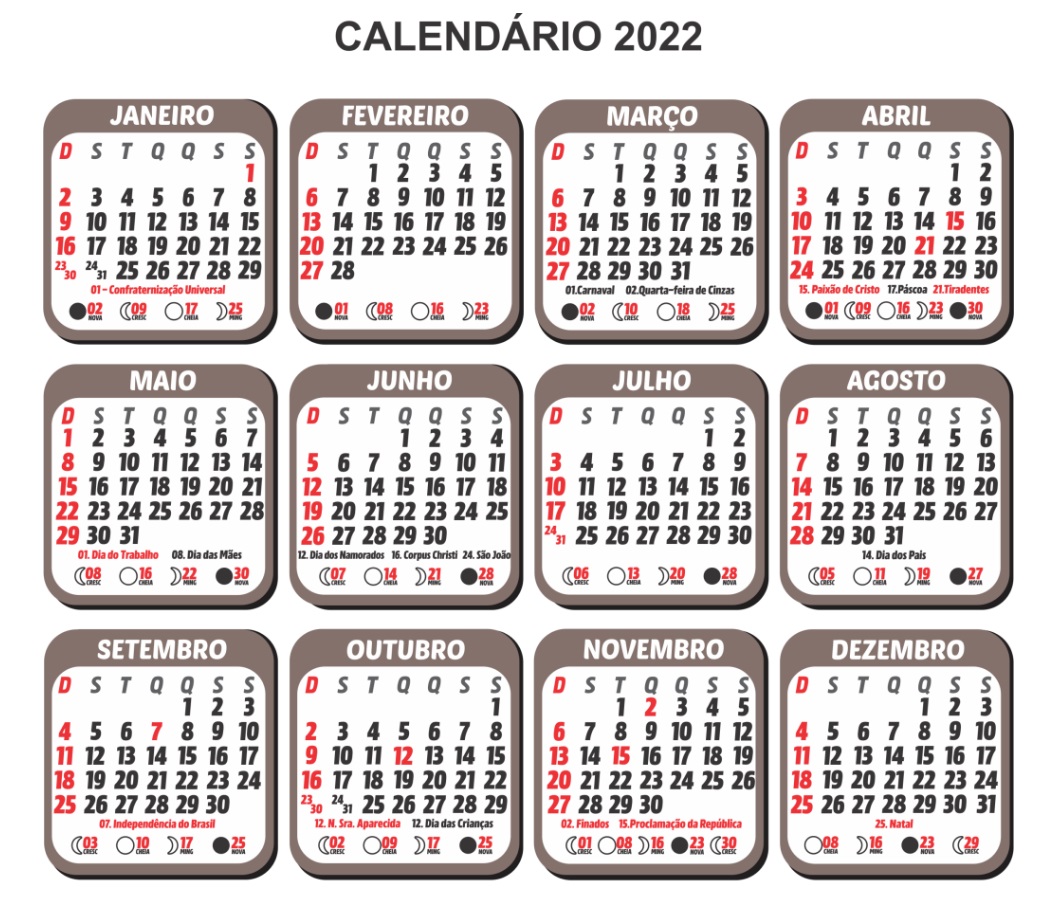 CALENDÁRIO 2022
JANEIRO
D S T Q Q S S
1
2 3 4 5 6 7 8
9 10 11 12 13 14 15
16 17 18 19 20 21 22
23 30 24 31 25 26 27 28 29
01 - Confraternização Universal
02 NOVA 09 CRESC 17 CHEIA 25 MING
FEVEREIRO
D S T Q Q S S
1 2 3 4 5
6 7 8 9 10 11 12
13 14 15 16 17 18 19
20 21 22 23 24 25 26
27 28
01 NOVA 08 CRESC 16 CHEIA 23 MING
MARÇO
D S T Q Q S S
1 2 3 4 5
6 7 8 9 10 11 12
13 14 15 16 17 18 19
20 21 22 23 24 25 26
27 28 29 30 31
01.Carnaval 02.Quarta-feira de Cinzas
02 NOVA 10 CRESC 18 CHEIA 25 MING
ABRIL
D S T Q Q S S
1 2
3 4 5 6 7 8 9
10 11 12 13 14 15 16
17 18 19 20 21 22 23
24 25 26 27 28 29 30
15. Paixão de Cristo 17.Páscoa 21.Tiradentes
01 NOVA 09 CRESC 16 CHEIA 23 MING 30 NOVA
MAIO
D S T Q Q S S
1 2 3 4 5 6 7
8 9 10 11 12 13 14
15 16 17 18 19 20 21
22 23 24 25 26 27 28
29 30 31
01. Dia do Trabalho 08. Dia das Mães
08 CRESC 16 CHEIA 22 MING 30 NOVA
JUNHO
D S T Q Q S S
1 2 3 4
5 6 7 8 9 10 11
12 13 14 15 16 17 18
19 20 21 22 23 24 25
26 27 28 29 30
12. Dia dos Namorados 16. Corpus Christi 24. São João
07 CRESC 14 CHEIA 21 MING 28 NOVA
JULHO
D S T Q Q S S
1 2
3 4 5 6 7 8 9
10 11 12 13 14 15 16
17 18 19 20 21 22 23
24 31 25 26 27 28 29 30
06 CRESC 13 CHEIA 20 MING 28 NOVA
AGOSTO
D S T Q Q S S
1 2 3 4 5 6
7 8 9 10 11 12 13
14 15 16 17 18 19 20
21 22 23 24 25 26 27
28 29 30 31
14. Dia dos Pais
05 CRESC 11 CHEIA 19 MING 27 NOVA
SETEMBRO
D S T Q Q S S
1 2 3
4 5 6 7 8 9 10
11 12 13 14 15 16 17
18 19 20 21 22 23 24
25 26 27 28 29 30
07. Independência do Brasil
03 CRESC 10 CHEIA 17 MING 25 NOVA
OUTUBRO
D S T Q Q S S
1
2 3 4 5 6 7 8
9 10 11 12 13 14 15
16 17 18 19 20 21 22
23 30 24 31 25 26 27 28 29
12. N. Sra. Aparecida 12. Dia das Crianças
02 CRESC 09 CHEIA 17 MING 25 NOVA
NOVEMBRO
D S T Q Q S S
1 2 3 4 5
6 7 8 9 10 11 12
13 14 15 16 17 18 19
20 21 22 23 24 25 26
27 28 29 30
02. Finados 15.Proclamação da República
01 CRESC 08 CHEIA 16 MING 23 NOVA 30 CRESC
DEZEMBRO
D S T Q Q S S
1 2 3
4 5 6 7 8 9 10
11 12 13 14 15 16 17
18 19 20 21 22 23 24
25 26 27 28 29 30 31
25. Natal
08 CHEIA 16 MING 23 NOVA 29 CRESC